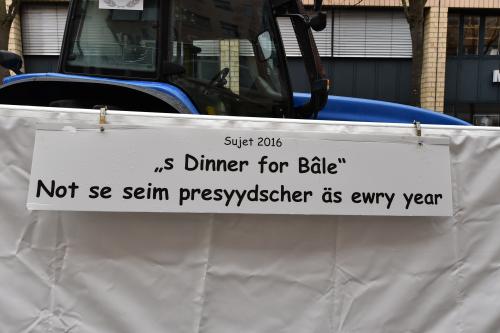 Sujet 2016
„s Dinner for Bâle“
Not se seim presyydscher äs ewry year